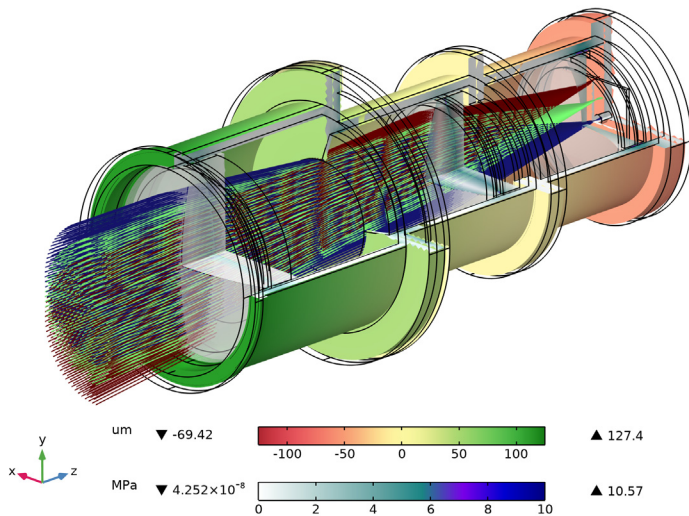 um ▼ -69.42 ▲ 127.4
-100 -50 0 50 100
MPa ▼ 4.252×10⁻⁸ ▲ 10.57
0 2 4 6 8 10
y
x z